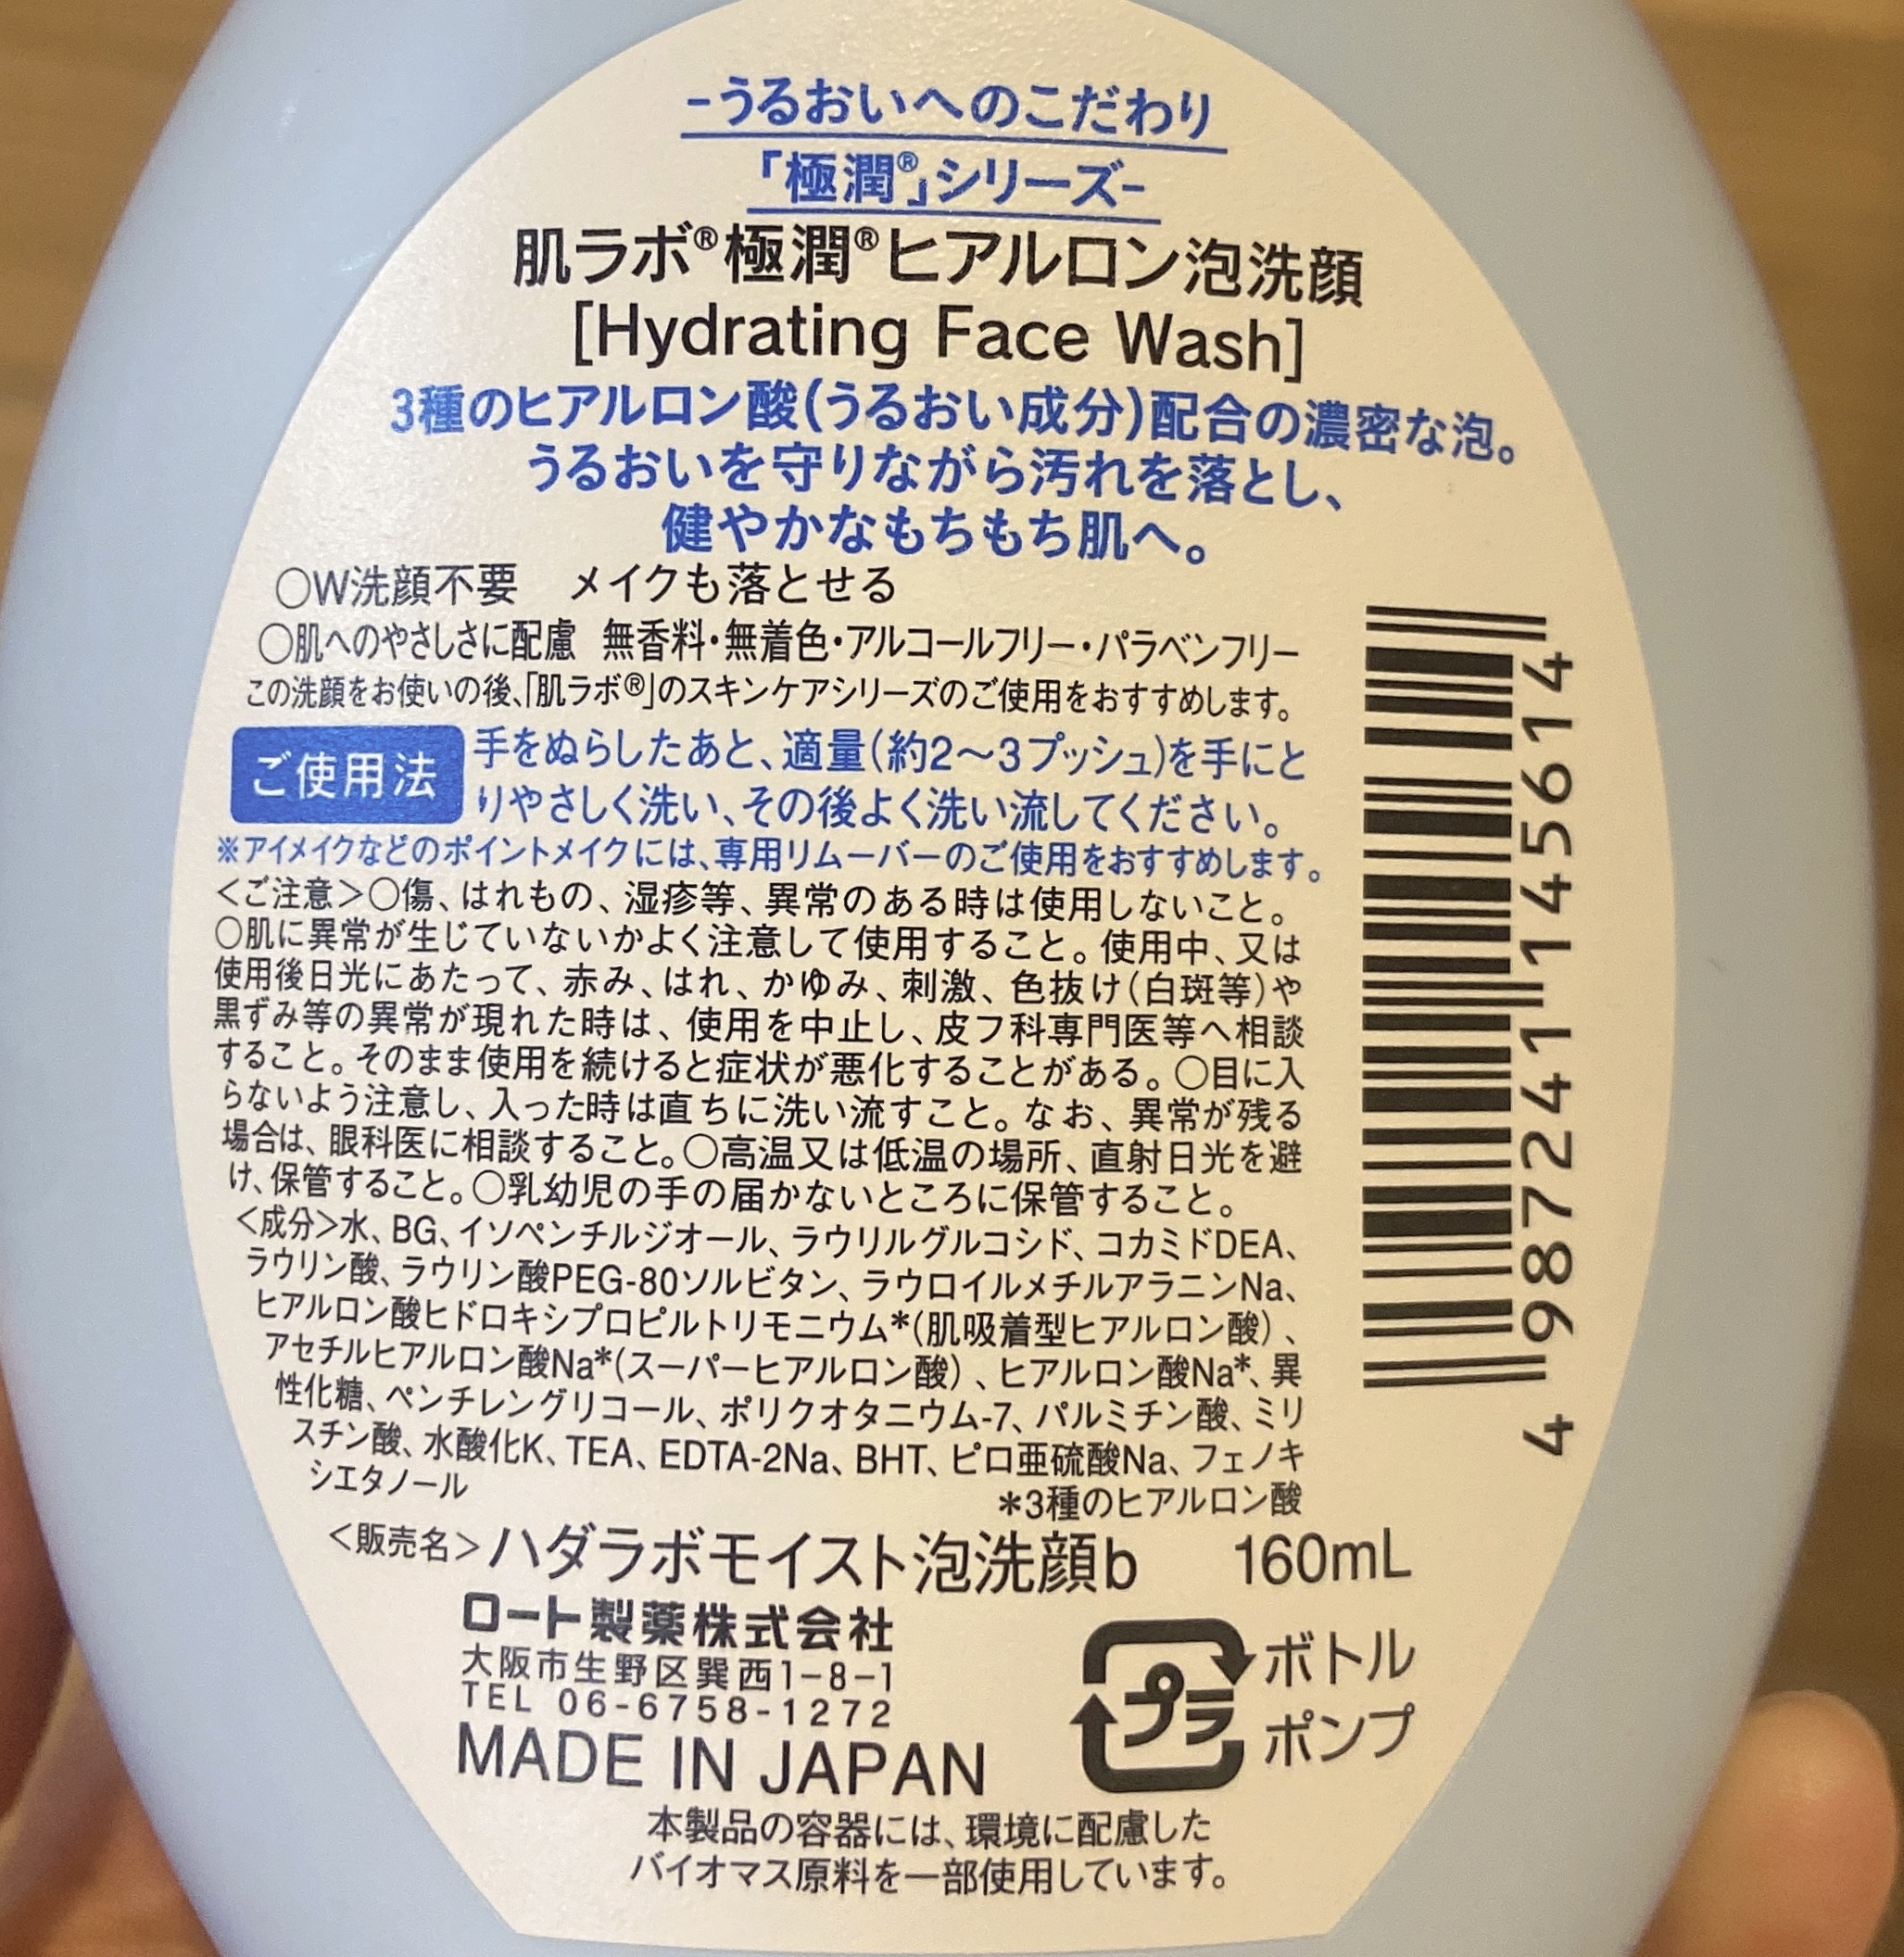 -うるおいへのこだわり
「極潤®」シリーズ-
肌ラボ®極潤®ヒアルロン泡洗顔
[Hydrating Face Wash]
3種のヒアルロン酸(うるおい成分)配合の濃密な泡。
うるおいを守りながら汚れを落とし、
健やかなもちもち肌へ。
○W洗顔不要　メイクも落とせる
○肌へのやさしさに配慮　無香料・無着色・アルコールフリー・パラベンフリー
この洗顔をお使いの後、「肌ラボ®」のスキンケアシリーズのご使用をおすすめします。
ご使用法 手をぬらしたあと、適量(約2〜3プッシュ)を手にと
りやさしく洗い、その後よく洗い流してください。
※アイメイクなどのポイントメイクには、専用リムーバーのご使用をおすすめします。
＜ご注意＞○傷、はれもの、湿疹等、異常のある時は使用しないこと。
○肌に異常が生じていないかよく注意して使用すること。使用中、又は
使用後日光にあたって、赤み、はれ、かゆみ、刺激、色抜け(白斑等)や
黒ずみ等の異常が現れた時は、使用を中止し、皮フ科専門医等へ相談
すること。そのまま使用を続けると症状が悪化することがある。○目に入
らないよう注意し、入った時は直ちに洗い流すこと。なお、異常が残る
場合は、眼科医に相談すること。○高温又は低温の場所、直射日光を避
け、保管すること。○乳幼児の手の届かないところに保管すること。
＜成分＞水、BG、イソペンチルジオール、ラウリルグルコシド、コカミドDEA、
ラウリン酸、ラウリン酸PEG-80ソルビタン、ラウロイルメチルアラニンNa、
ヒアルロン酸ヒドロキシプロピルトリモニウム*(肌吸着型ヒアルロン酸)、
アセチルヒアルロン酸Na*(スーパーヒアルロン酸)、ヒアルロン酸Na*、異
性化糖、ペンチレングリコール、ポリクオタニウム-7、パルミチン酸、ミリ
スチン酸、水酸化K、TEA、EDTA-2Na、BHT、ピロ亜硫酸Na、フェノキ
シエタノール
*3種のヒアルロン酸
＜販売名＞ハダラボモイスト泡洗顔b　160mL
ロート製薬株式会社
大阪市生野区巽西1-8-1
TEL 06-6758-1272
MADE IN JAPAN
プラ
ボトル
ポンプ
本製品の容器には、環境に配慮した
バイオマス原料を一部使用しています。
4 987241 145614